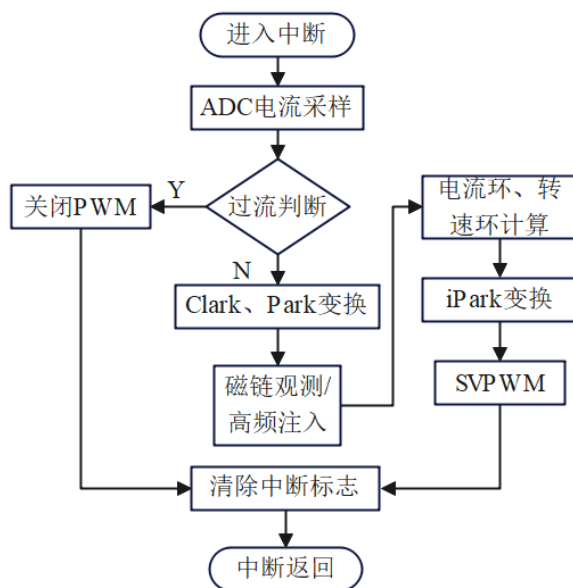 进入中断
ADC电流采样
过流判断
Y
关闭PWM
N
Clark、Park变换
磁链观测/
高频注入
电流环、转
速环计算
iPark变换
SVPWM
清除中断标志
中断返回